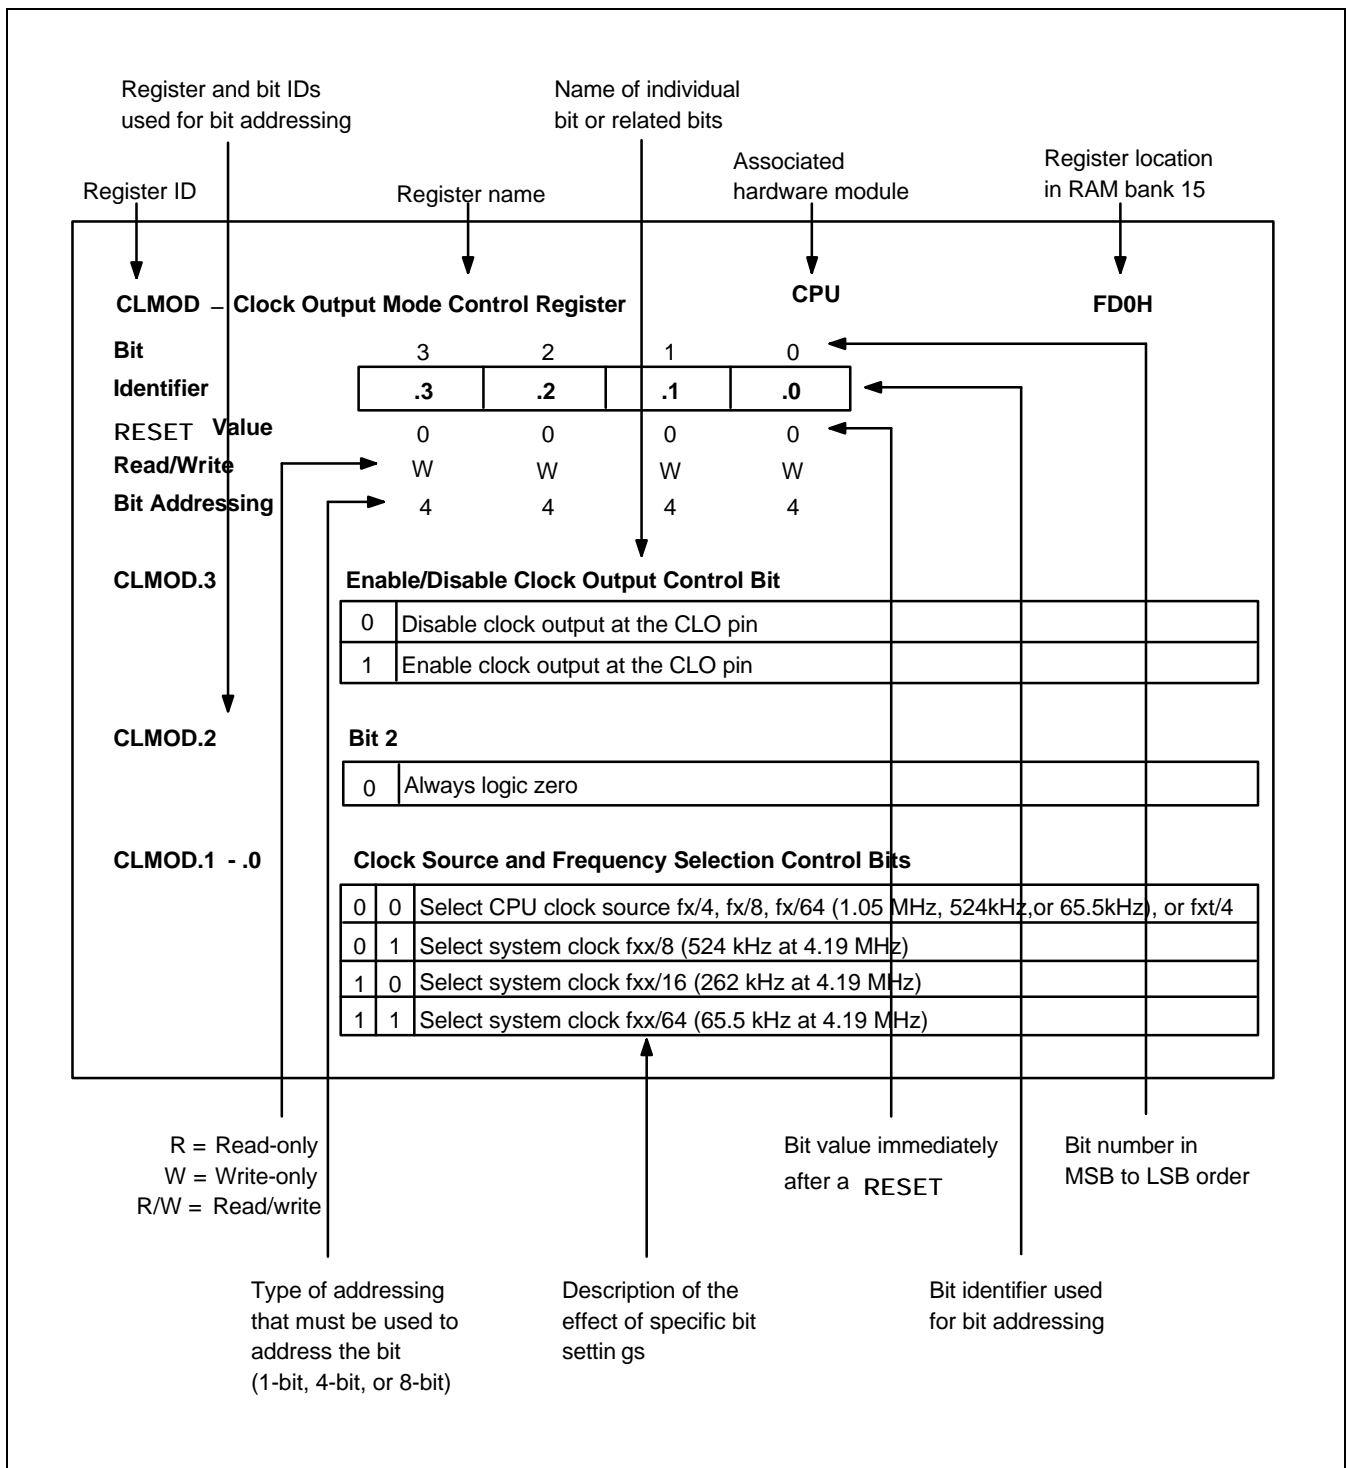 Register and bit IDs
used for bit addressing
Name of individual
bit or related bits
Associated
hardware module
Register location
in RAM bank 15
Register ID
Register name
CLMOD – Clock Output Mode Control Register CPU FD0H
Bit 3 2 1 0
Identifier .3 .2 .1 .0
RESET Value 0 0 0 0
Read/Write W W W W
Bit Addressing 4 4 4 4
CLMOD.3 Enable/Disable Clock Output Control Bit
0 Disable clock output at the CLO pin
1 Enable clock output at the CLO pin
CLMOD.2 Bit 2
0 Always logic zero
CLMOD.1 - .0 Clock Source and Frequency Selection Control Bits
0 0 Select CPU clock source fx/4, fx/8, fx/64 (1.05 MHz, 524kHz,or 65.5kHz), or fxt/4
0 1 Select system clock fxx/8 (524 kHz at 4.19 MHz)
1 0 Select system clock fxx/16 (262 kHz at 4.19 MHz)
1 1 Select system clock fxx/64 (65.5 kHz at 4.19 MHz)
R = Read-only
W = Write-only
R/W = Read/write
Bit value immediately
after a RESET
Bit number in
MSB to LSB order
Type of addressing
that must be used to
address the bit
(1-bit, 4-bit, or 8-bit)
Description of the
effect of specific bit
settin gs
Bit identifier used
for bit addressing